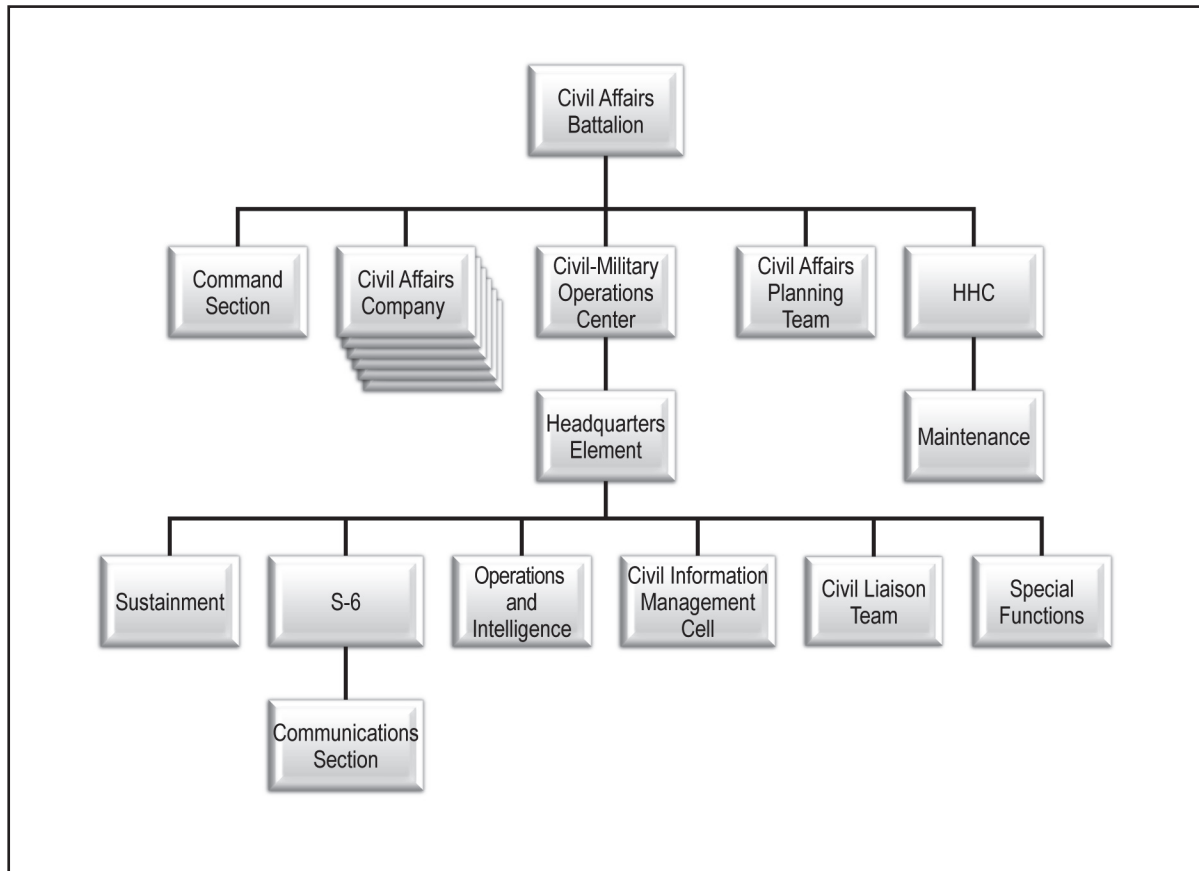 Civil Affairs
Battalion
Command
Section
Civil Affairs
Company
Civil-Military
Operations
Center
Civil Affairs
Planning
Team
HHC
Headquarters
Element
Maintenance
Sustainment
S-6
Operations
and
Intelligence
Civil Information
Management
Cell
Civil Liaison
Team
Special
Functions
Communications
Section